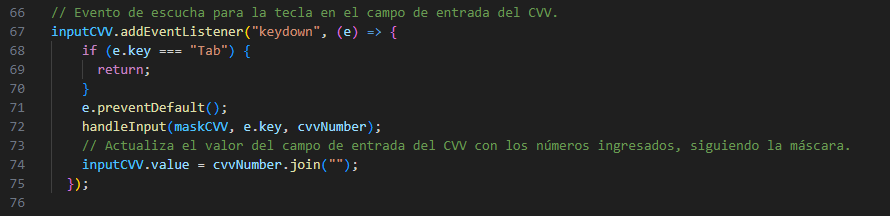 66 // Evento de escucha para la tecla en el campo de entrada del CVV.
67 inputCVV.addEventListener("keydown", (e) => {
68 if (e.key === "Tab") {
69 return;
70 }
71 e.preventDefault();
72 handleInput(maskCVV, e.key, cvvNumber);
73 // Actualiza el valor del campo de entrada del CVV con los números ingresados, siguiendo la máscara.
74 inputCVV.value = cvvNumber.join("");
75 });
76